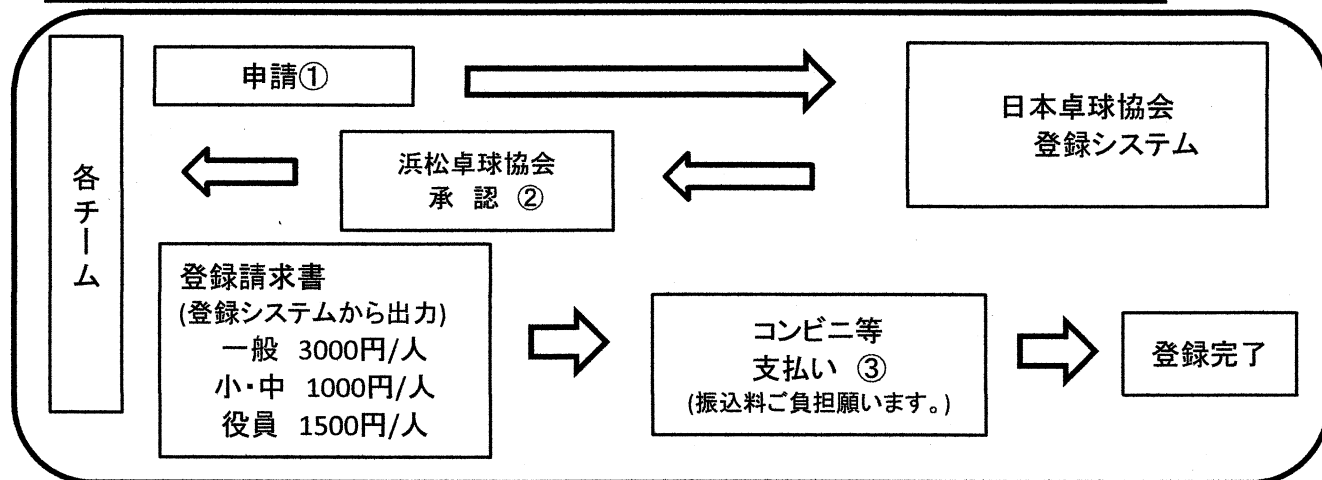 各チーム
申請①
日本卓球協会
登録システム
浜松卓球協会
承 認 ②
登録請求書
(登録システムから出力)
一般 3000円/人
小・中 1000円/人
役員 1500円/人
コンビニ等
支払い ③
(振込料ご負担願います。)
登録完了